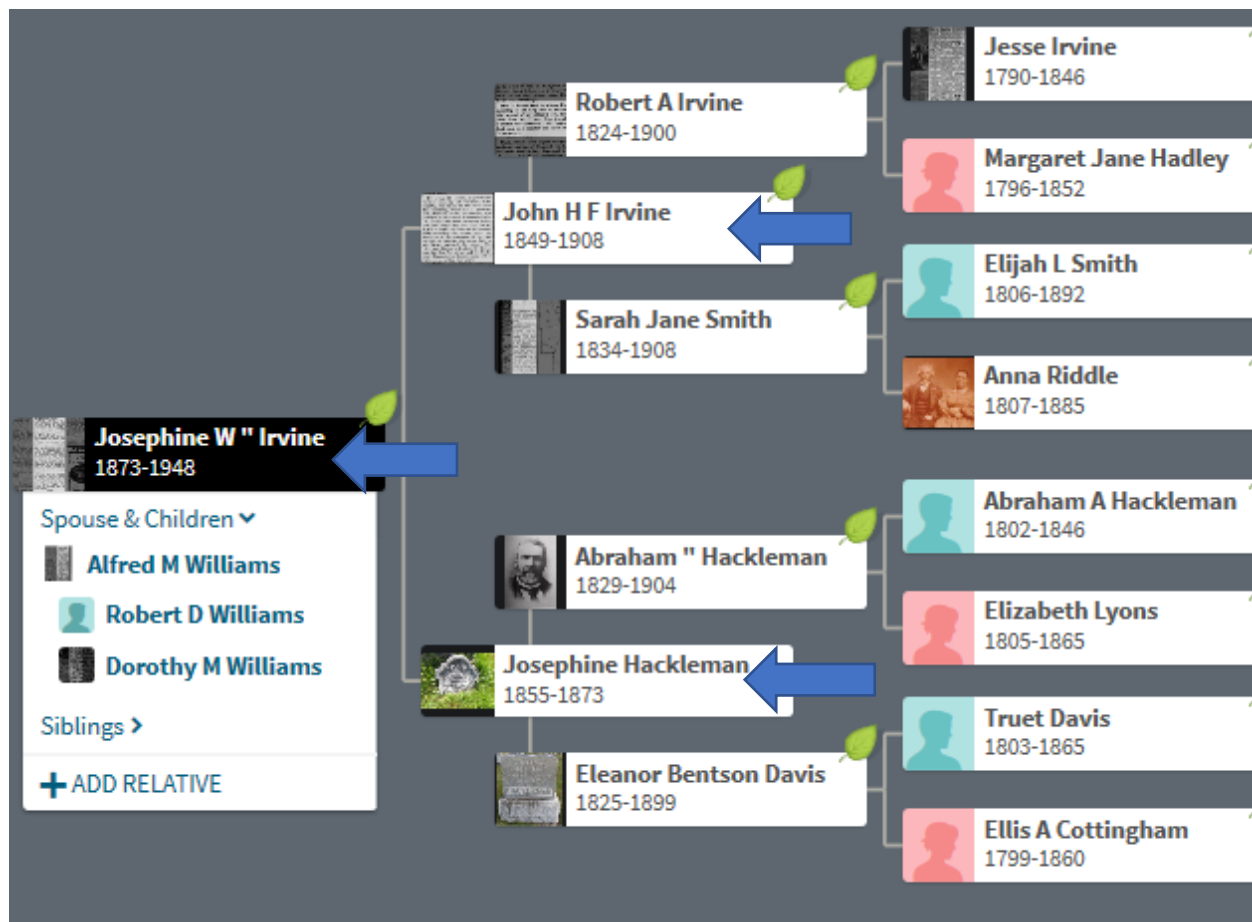 Jesse Irvine
1790-1846
Robert A Irvine
1824-1900
Margaret Jane Hadley
1796-1852
John H F Irvine
1849-1908
Elijah L Smith
1806-1892
Sarah Jane Smith
1834-1908
Anna Riddle
1807-1885
Josephine W " Irvine
1873-1948
Spouse & Children
Alfred M Williams
Robert D Williams
Dorothy M Williams
Siblings
ADD RELATIVE
Abraham A Hackleman
1802-1846
Abraham " Hackleman
1829-1904
Elizabeth Lyons
1805-1865
Josephine Hackleman
1855-1873
Truet Davis
1803-1865
Eleanor Bentson Davis
1825-1899
Ellis A Cottingham
1799-1860